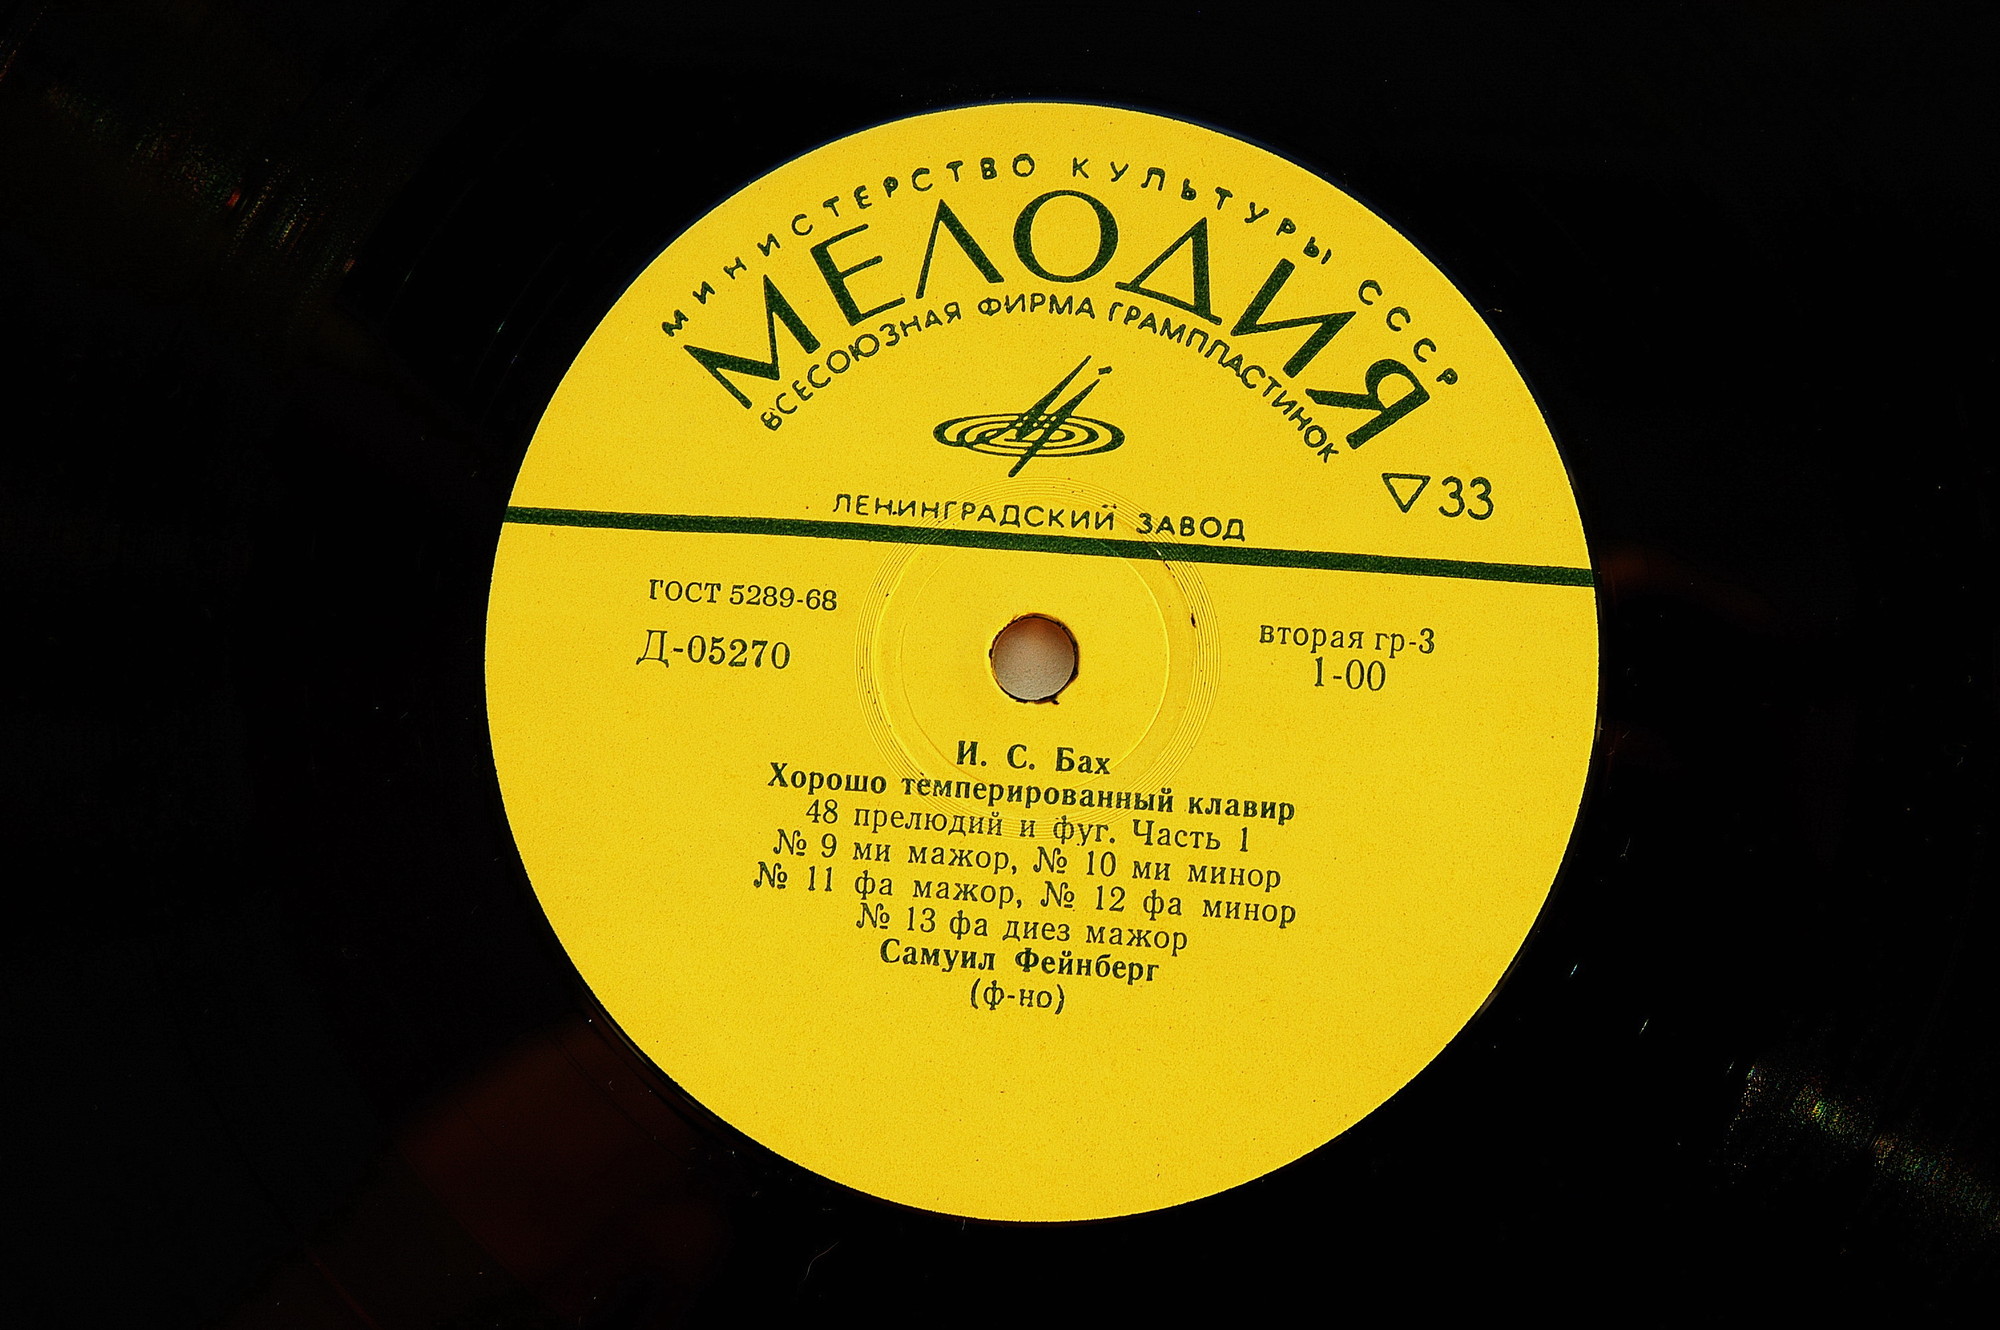 МИНИСТЕРСТВО КУЛЬТУРЫ СССР
МЕЛОДИЯ
ВСЕСОЮЗНАЯ ФИРМА ГРАМПЛАСТИНОК
▽33
ЛЕНИНГРАДСКИЙ ЗАВОД
ГОСТ 5289-68
Д-05270
вторая гр-3
1-00
И. С. Бах
Хорошо темперированный клавир
48 прелюдий и фуг. Часть 1
№ 9 ми мажор, № 10 ми минор
№ 11 фа мажор, № 12 фа минор
№ 13 фа диез мажор
Самуил Фейнберг
(ф-но)